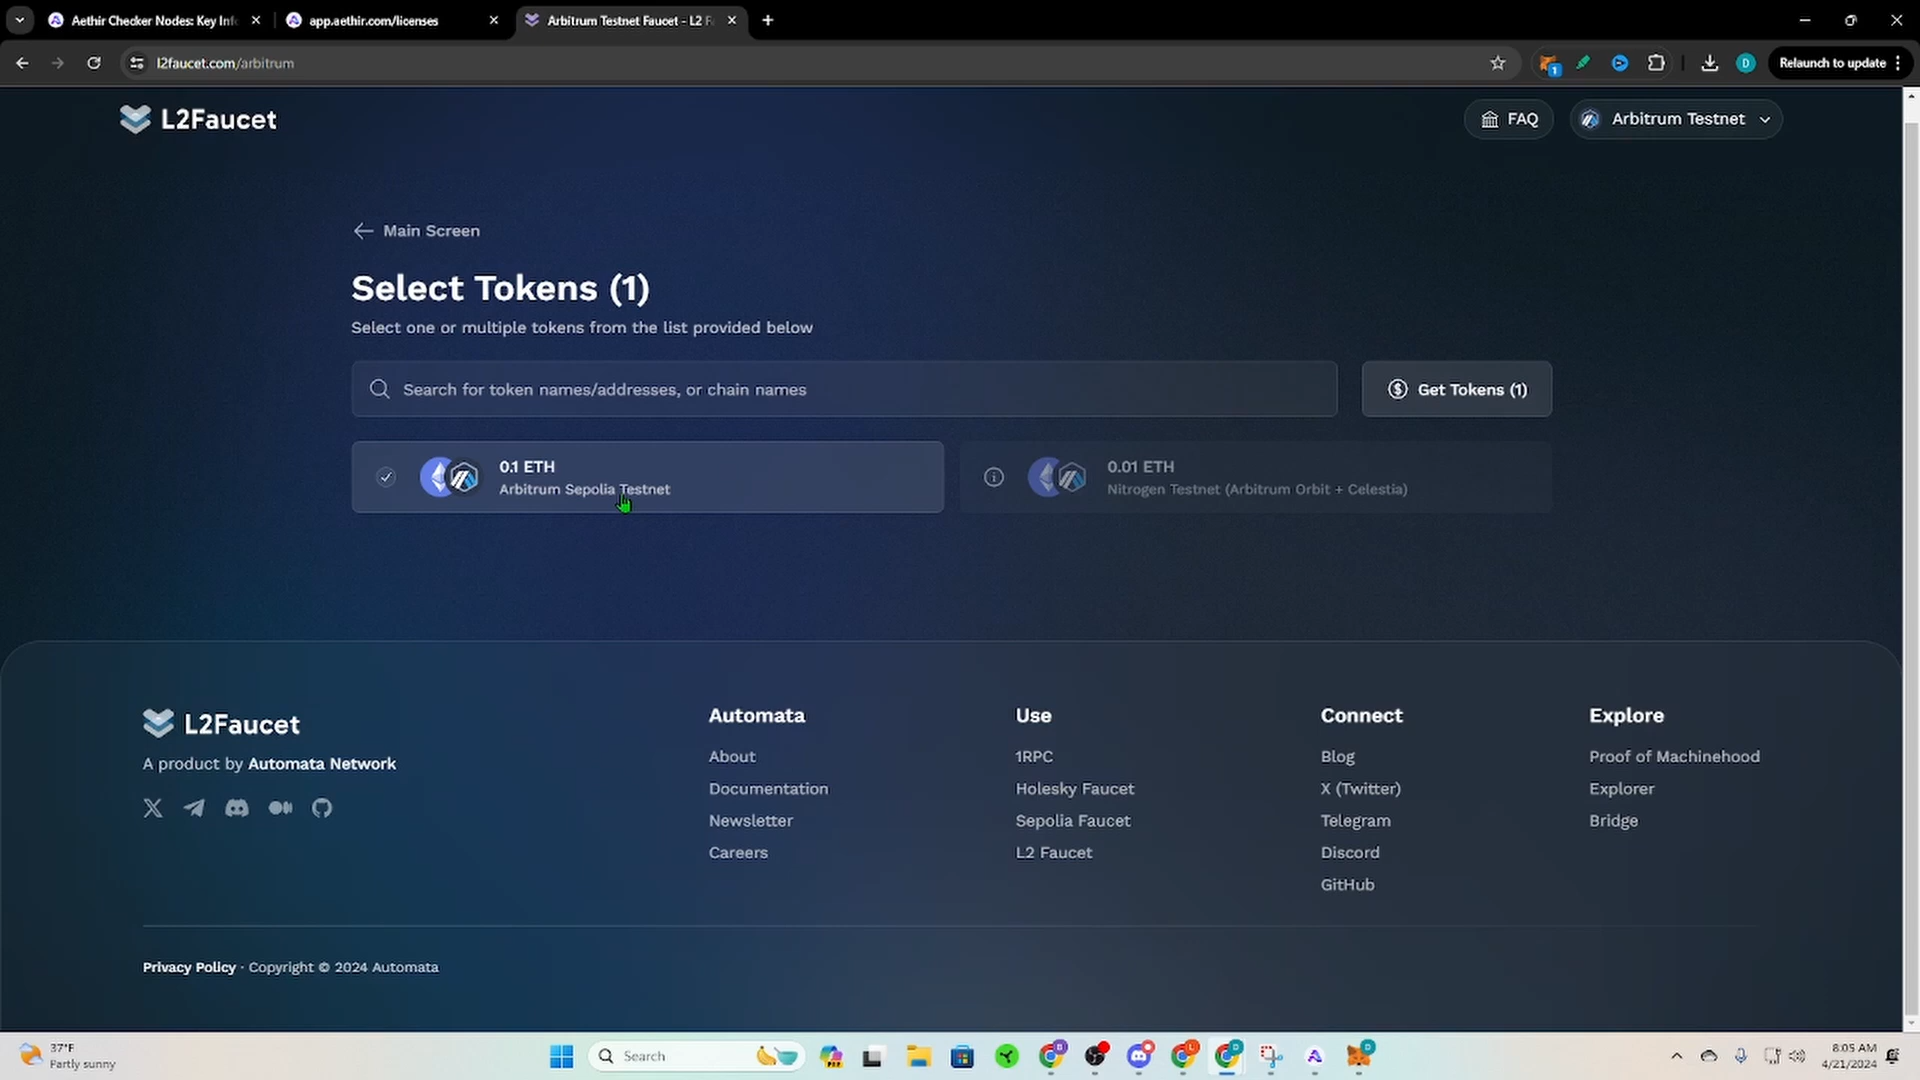 Aethir Checker Nodes: Key Inf
app.aethir.com/licenses
Arbitrum Testnet Faucet - L2 F
l2faucet.com/arbitrum
1
D
Relaunch to update
L2Faucet
FAQ
Arbitrum Testnet
Main Screen
Select Tokens (1)
Select one or multiple tokens from the list provided below
Search for token names/addresses, or chain names
Get Tokens (1)
0.1 ETH
Arbitrum Sepolia Testnet
0.01 ETH
Nitrogen Testnet (Arbitrum Orbit + Celestia)
L2Faucet
A product by Automata Network
Automata
About
Documentation
Newsletter
Careers
Use
1RPC
Holesky Faucet
Sepolia Faucet
L2 Faucet
Connect
Blog
X (Twitter)
Telegram
Discord
GitHub
Explore
Proof of Machinehood
Explorer
Bridge
Privacy Policy · Copyright © 2024 Automata
37°F
Partly sunny
Search
8:05 AM
4/21/2024